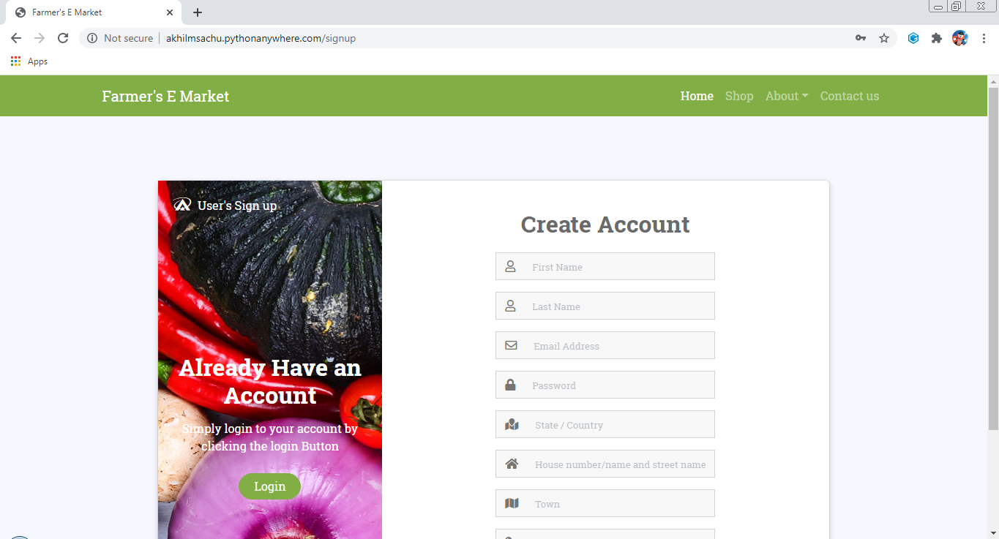 Farmer's E Market
Not secure
akhilmsachu.pythonanywhere.com/signup
Apps
Farmer's E Market
Home Shop About Contact us
User's Sign up
Already Have an
Account
Simply login to your account by
clicking the login Button
Login
Create Account
First Name
Last Name
Email Address
Password
State / Country
House number/name and street name
Town